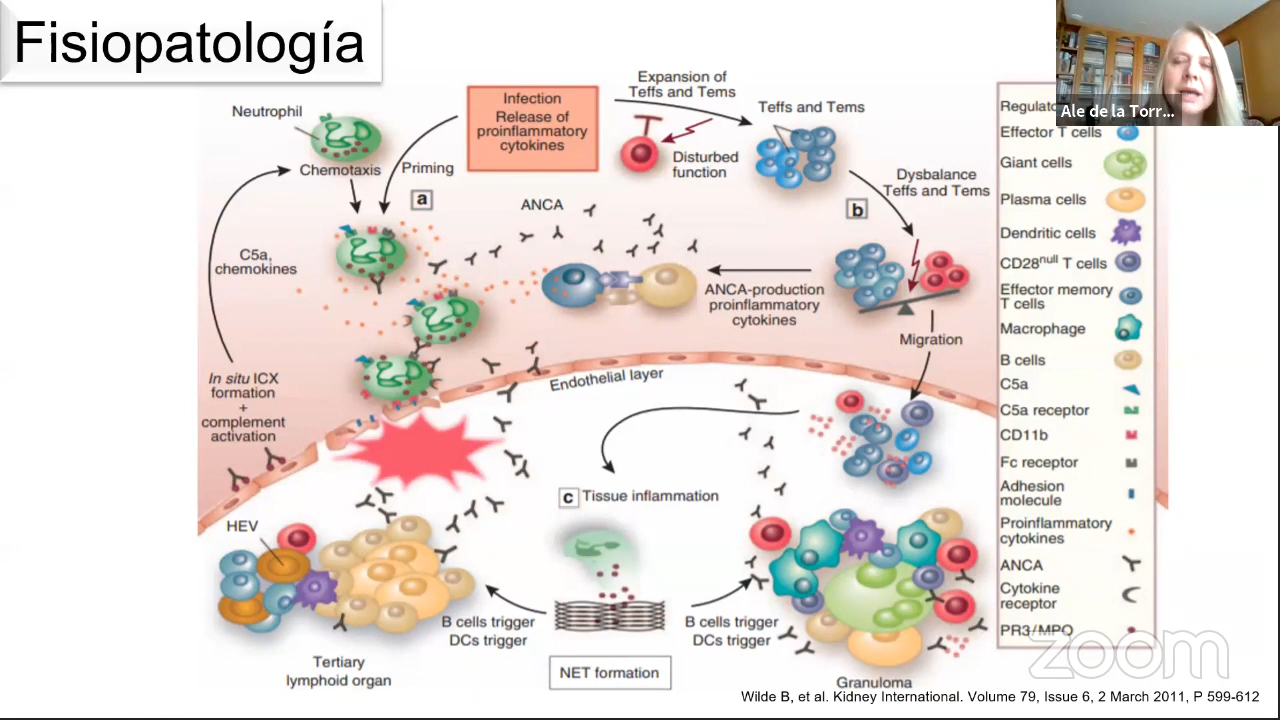 Fisiopatología
Neutrophil
Chemotaxis
Infection
Release of
proinflammatory
cytokines
Priming
a
Expansion of
Teffs and Tems
Disturbed
function
Teffs and Tems
b
Dysbalance
Teffs and Tems
ANCA
C5a,
chemokines
ANCA-production
proinflammatory
cytokines
Migration
In situ ICX
formation
+
complement
activation
Endothelial layer
c Tissue inflammation
HEV
B cells trigger
DCs trigger
B cells trigger
DCs trigger
Tertiary
lymphoid organ
NET formation
Granuloma
Ale de la Torr...
Effector T cells
Giant cells
Plasma cells
Dendritic cells
CD28null T cells
Effector memory
T cells
Macrophage
B cells
C5a
C5a receptor
CD11b
Fc receptor
Adhesion
molecule
Proinflammatory
cytokines
ANCA
Cytokine
receptor
PR3/MPO
zoom
Wilde B, et al. Kidney International. Volume 79, Issue 6, 2 March 2011, P 599-612